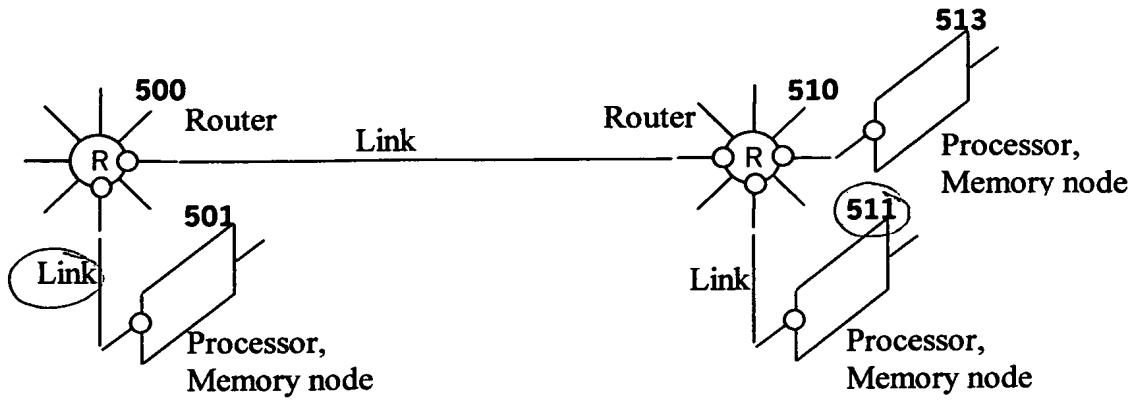 513
500
510
Router
Router
Link
R
R
Processor,
Memory node
501
511
Link
Link
Processor,
Memory node
Processor,
Memory node